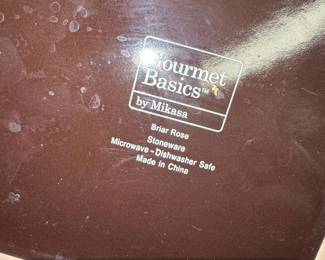 Gourmet
Basics™
by Mikasa
Briar Rose
Stoneware
Microwave - Dishwasher Safe
Made in China